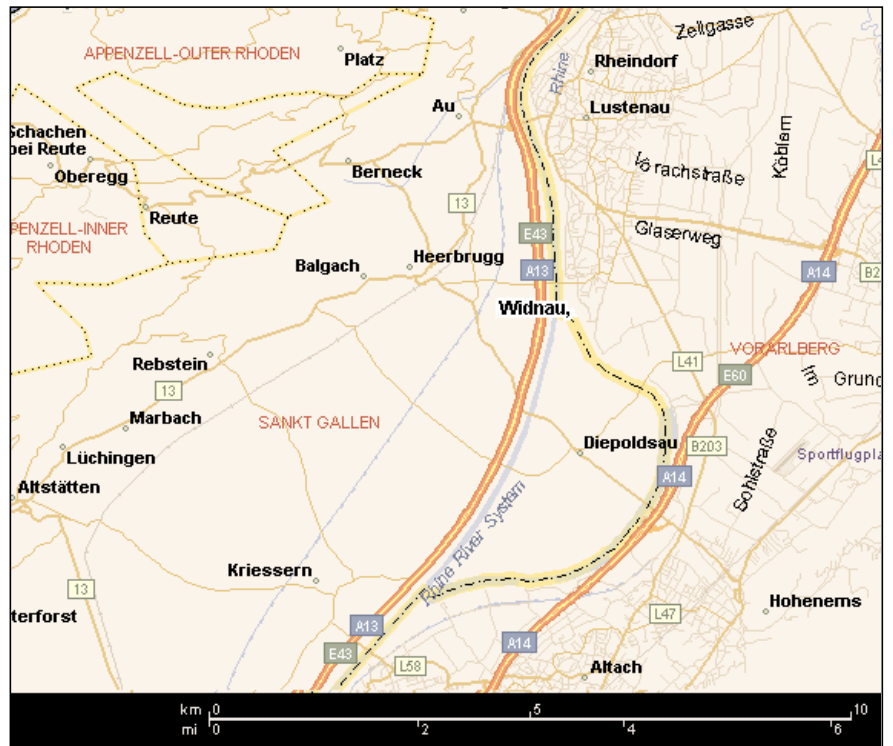 Zellgasse
APPENZELL-OUTER RHODEN
Platz
Rheindorf
Rhine
Au
Lustenau
Köblern
Schachen
bei Reute
Oberegg
Berneck
Vorachstraße
L4
13
Reute
PENZELL-INNER
RHODEN
E43
Glaserweg
Balgach
Heerbrugg
A13
A14
B2
Widnau,
Rebstein
L41
VORARLBERG
E60
Im
Grund
13
Marbach
SANKT GALLEN
Diepoldsau
B203
Sohlstraße
Sportflugpla
Lüchingen
A14
Altstätten
Rhine River System
Kriessern
13
Hohenems
terforst
A13
L47
E43
A14
L58
Altach
km 0 5 10
mi 0 2 4 6